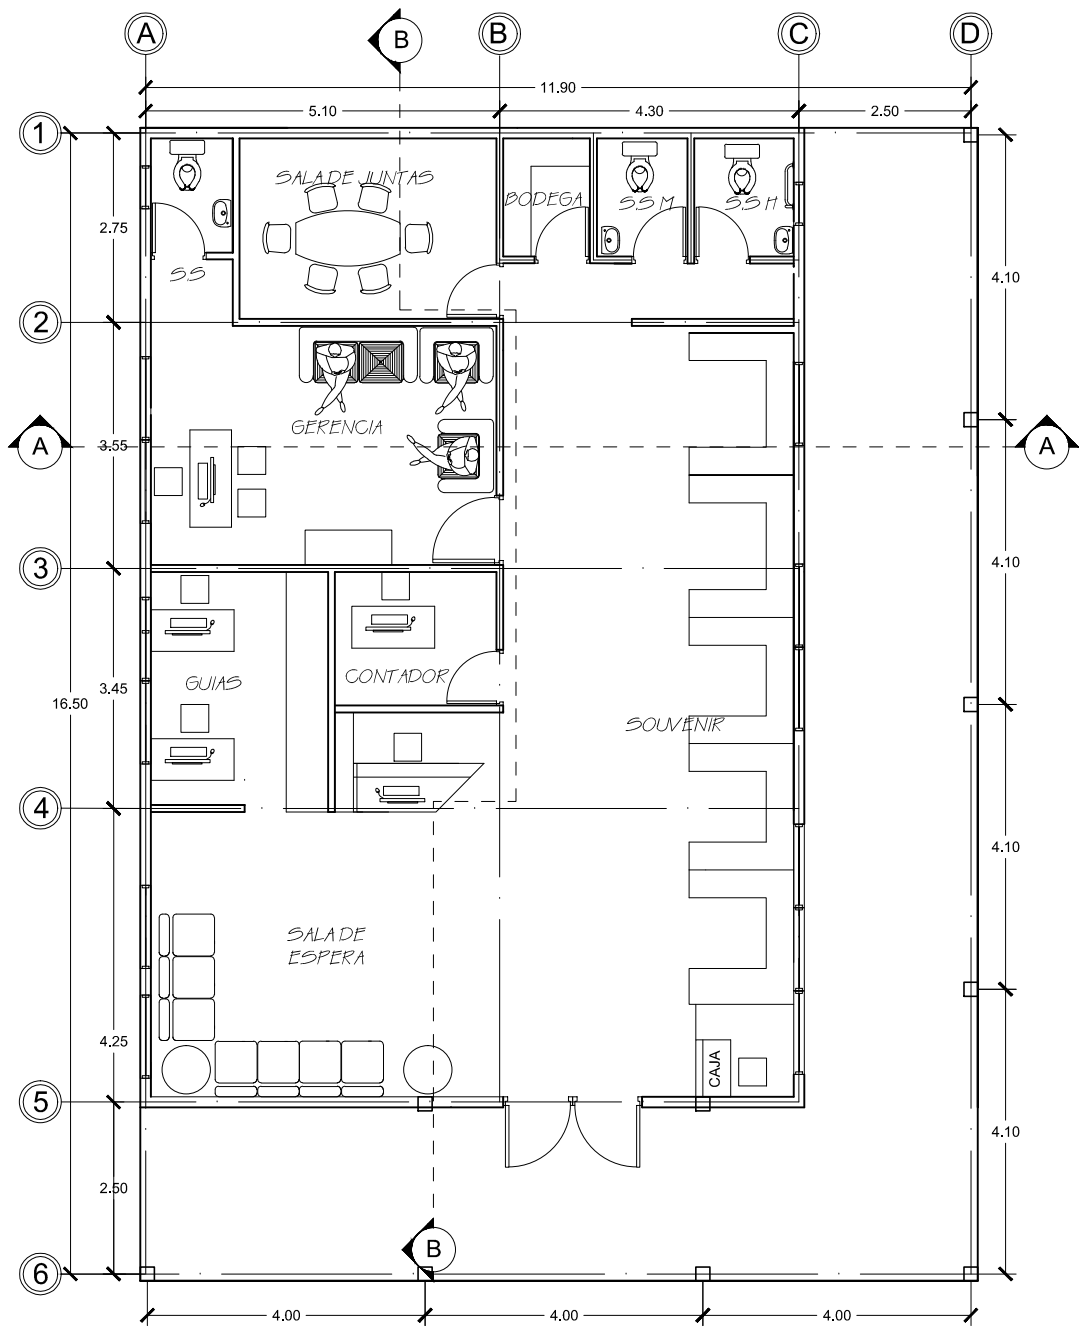 A
B
B
C
D
11.90
5.10
4.30
2.50
1
SALA DE JUNTAS
BODEGA
S.S M
S.S H
2.75
S.S
4.10
2
GERENCIA
A
3.55
A
3
4.10
GUIAS
CONTADOR
3.45
16.50
SOUVENIR
4
4.10
SALA DE
ESPERA
4.25
CAJA
5
4.10
2.50
B
6
4.00
4.00
4.00